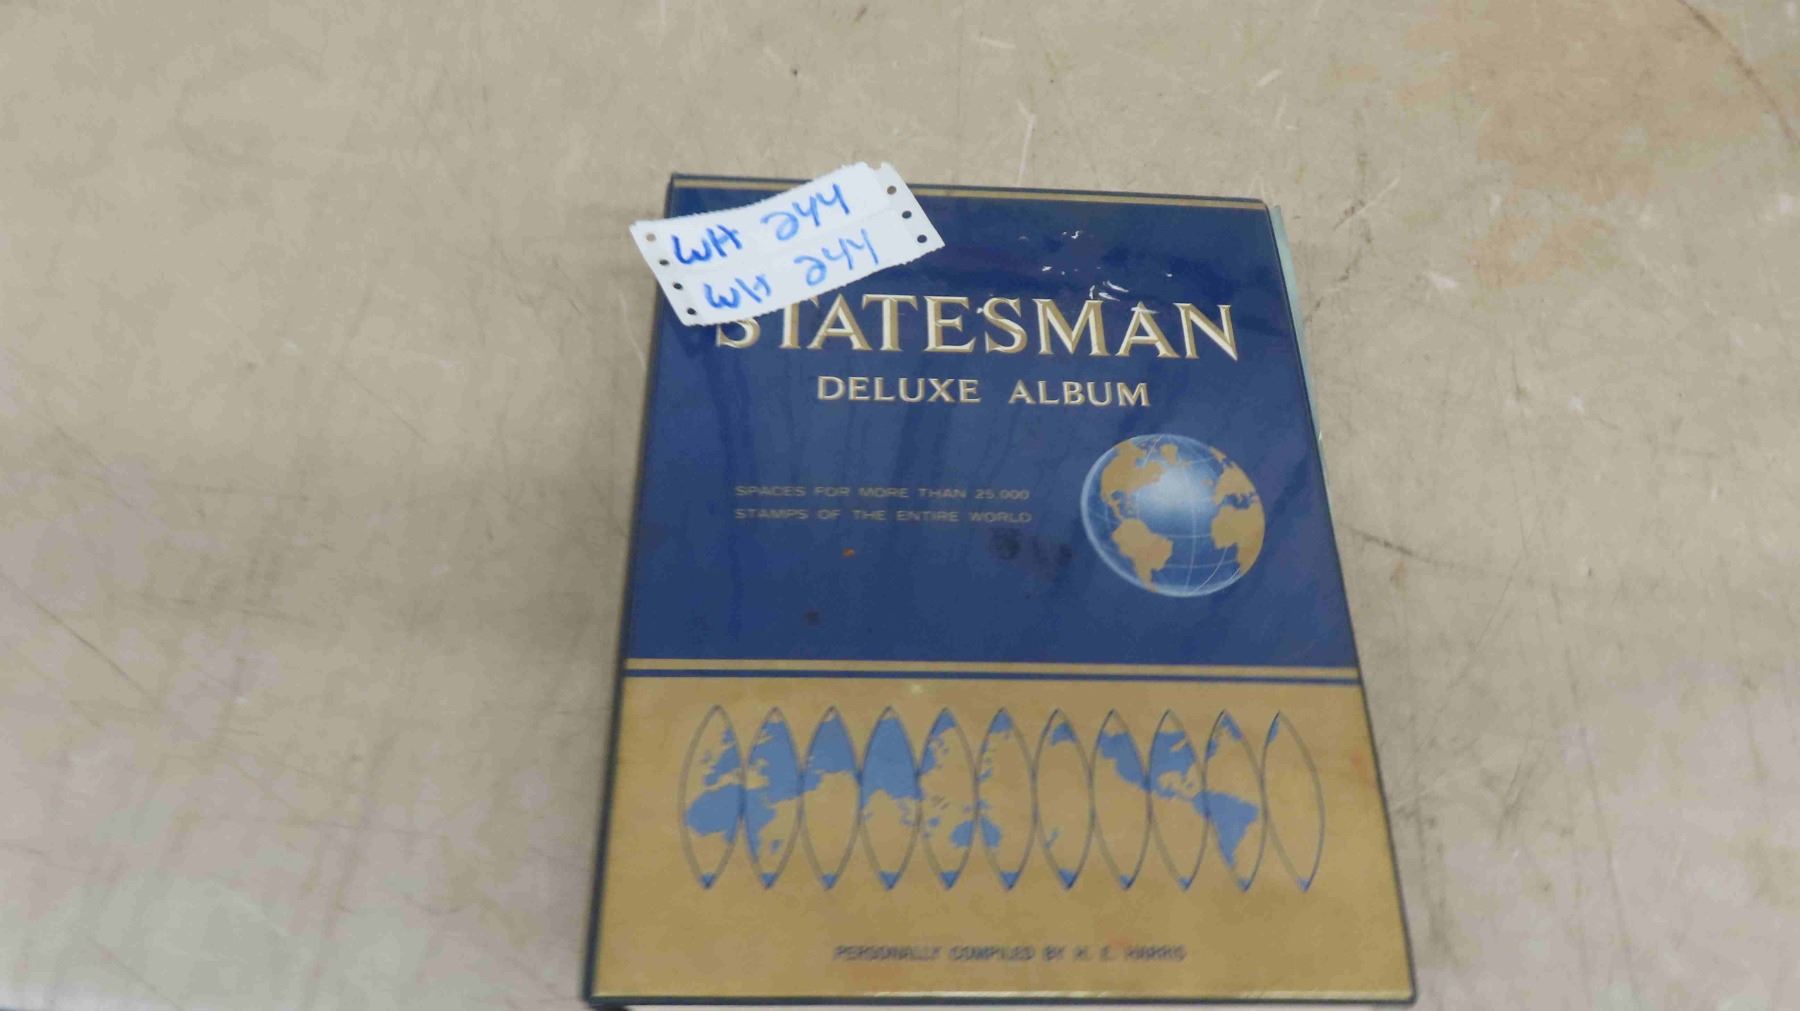 WH 244
WH 244
STATESMAN
DELUXE ALBUM
SPACES FOR MORE THAN 25,000
STAMPS OF THE ENTIRE WORLD
PERSONALLY COMPILED BY H. E. HARRIS